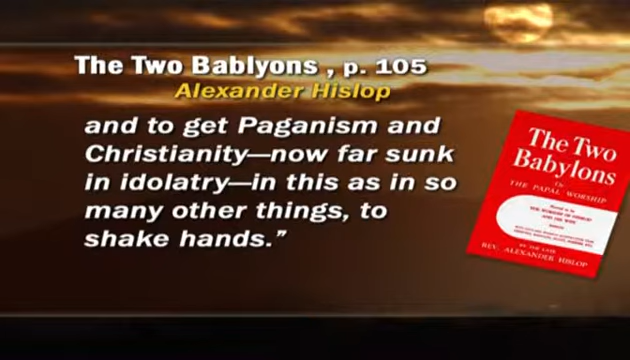 The Two Bablyons , p. 105
Alexander Hislop
and to get Paganism and
Christianity—now far sunk
in idolatry—in this as in so
many other things, to
shake hands.”
The Two
Babylons
Or
THE PAPAL WORSHIP
REV. ALEXANDER HISLOP